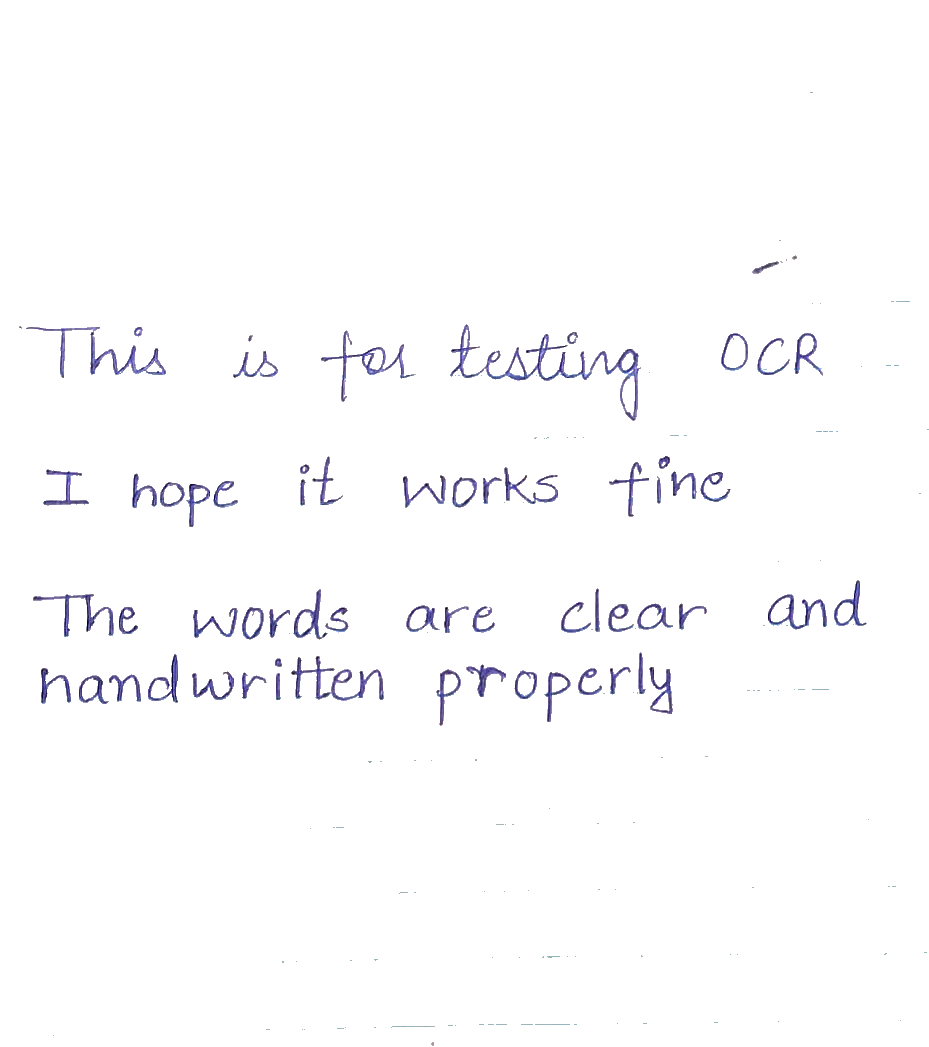 This is for testing OCR
I hope it works fine
The words are clear and
handwritten properly